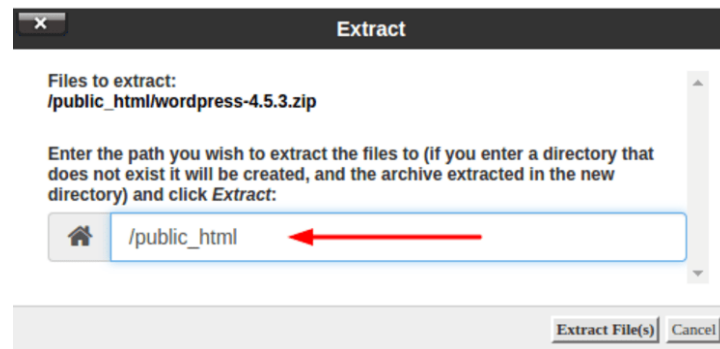 Extract
Files to extract:
/public_html/wordpress-4.5.3.zip
Enter the path you wish to extract the files to (if you enter a directory that
does not exist it will be created, and the archive extracted in the new
directory) and click Extract:
/public_html
Extract File(s) Cancel